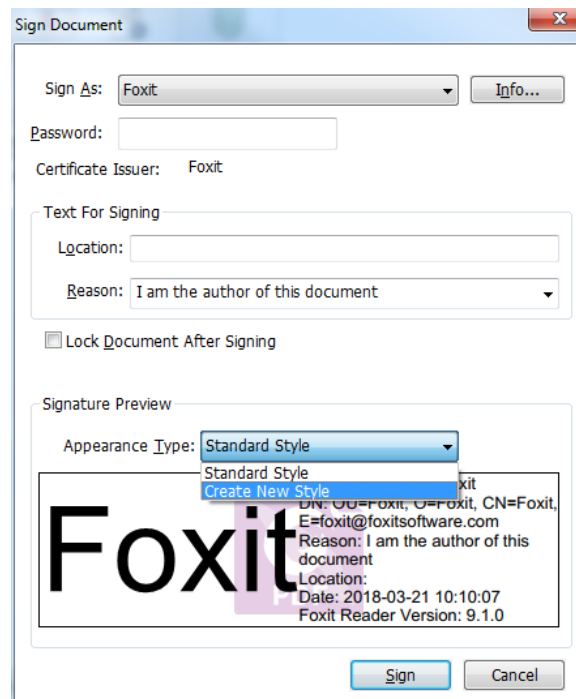 Sign Document
Sign As: Foxit Info...
Password:
Certificate Issuer: Foxit
Text For Signing
Location:
Reason: I am the author of this document
Lock Document After Signing
Signature Preview
Appearance Type: Standard Style
Standard Style
Create New Style
Foxit
xit
DN: OU=Foxit, O=Foxit, CN=Foxit,
E=foxit@foxitsoftware.com
Reason: I am the author of this
document
Location:
Date: 2018-03-21 10:10:07
Foxit Reader Version: 9.1.0
PDF
Sign Cancel